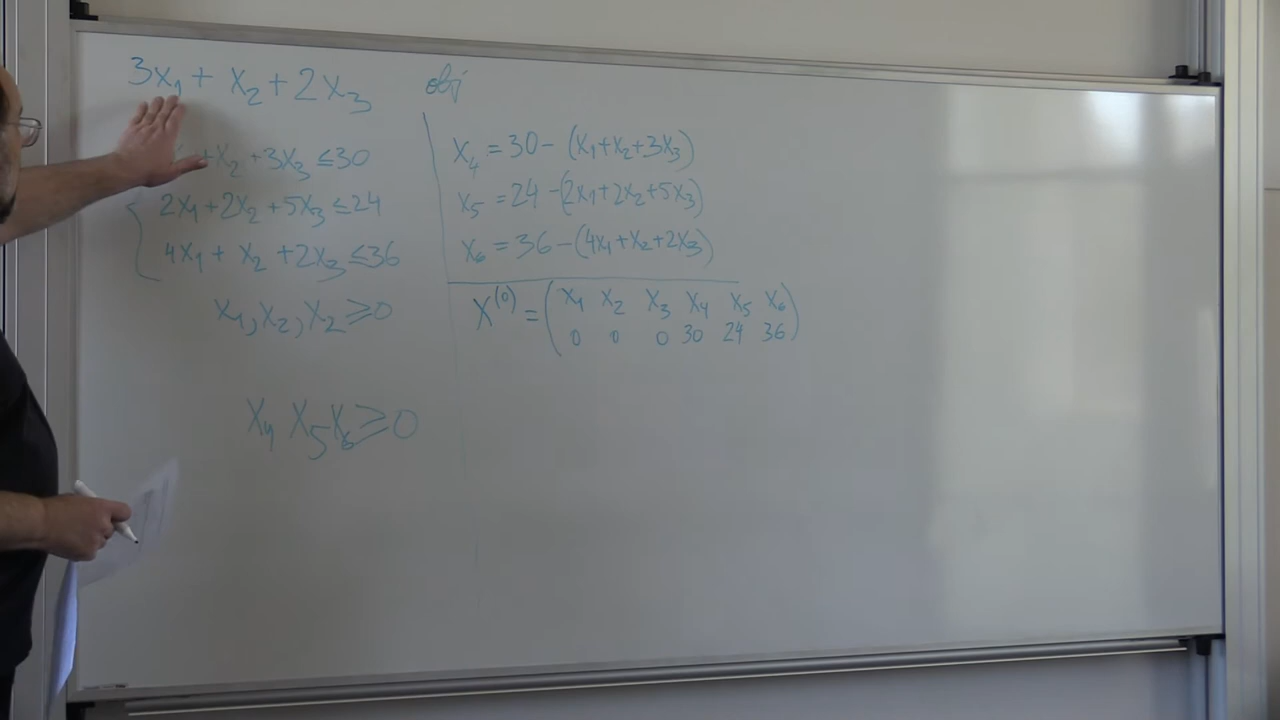 3x₁ + x₂ + 2x₃ obj
+x₂ +3x₃ ≤30
2x₁+2x₂+5x₃ ≤24
4x₁ + x₂ +2x₃ ≤36
x₁,x₂,x₂ ≥0
x₄ x₅ x₆ ≥0
x₄ = 30 - (x₁+x₂+3x₃)
x₅ = 24 - (2x₁+2x₂+5x₃)
x₆ = 36 - (4x₁+x₂+2x₃)
x⁽⁰⁾ = (x₁ x₂ x₃ x₄ x₅ x₆)
0 0 0 30 24 36